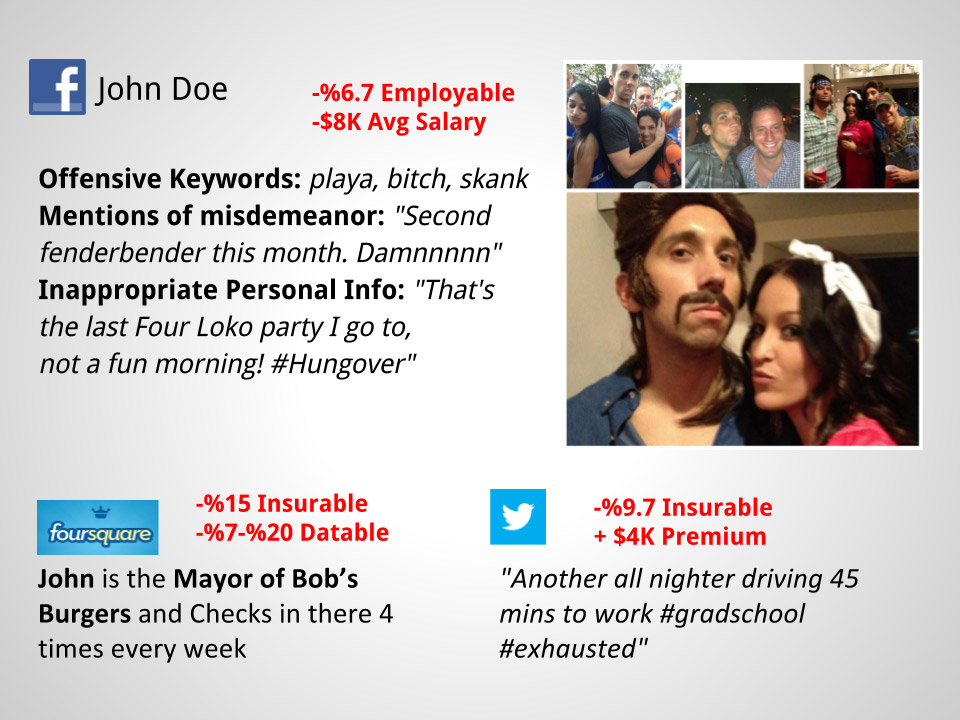 f John Doe
-%6.7 Employable
-$8K Avg Salary
Offensive Keywords: playa, bitch, skank
Mentions of misdemeanor: "Second
fenderbender this month. Damnnnnn"
Inappropriate Personal Info: "That's
the last Four Loko party I go to,
not a fun morning! #Hungover"
foursquare
-%15 Insurable
-%7-%20 Datable
John is the Mayor of Bob’s
Burgers and Checks in there 4
times every week
-%9.7 Insurable
+ $4K Premium
"Another all nighter driving 45
mins to work #gradschool
#exhausted"